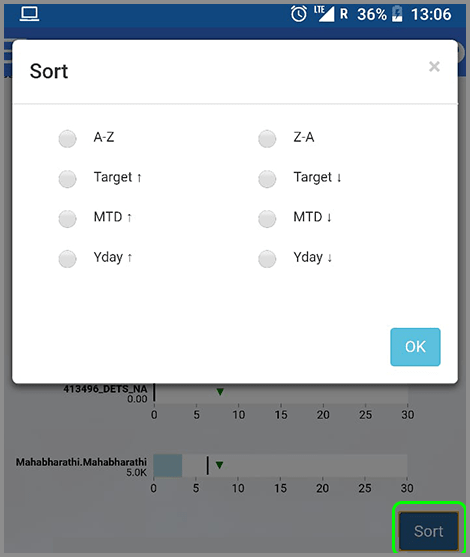 LTE R 36% 13:06
Sort ×
A-Z Z-A
Target ↑ Target ↓
MTD ↑ MTD ↓
Yday ↑ Yday ↓
OK
413496_DETS_NA
0.00
0 5 10 15 20 25 30
Mahabharathi.Mahabharathi
5.0K
0 5 10 15 20 25 30
Sort